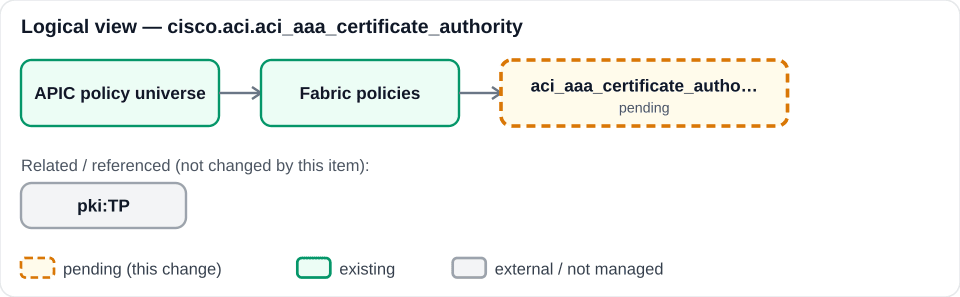 Logical view — cisco.aci.aci_aaa_certificate_authority
APIC policy universe
Fabric policies
aci_aaa_certificate_autho...
pending
Related / referenced (not changed by this item):
pki:TP
pending (this change)
existing
external / not managed